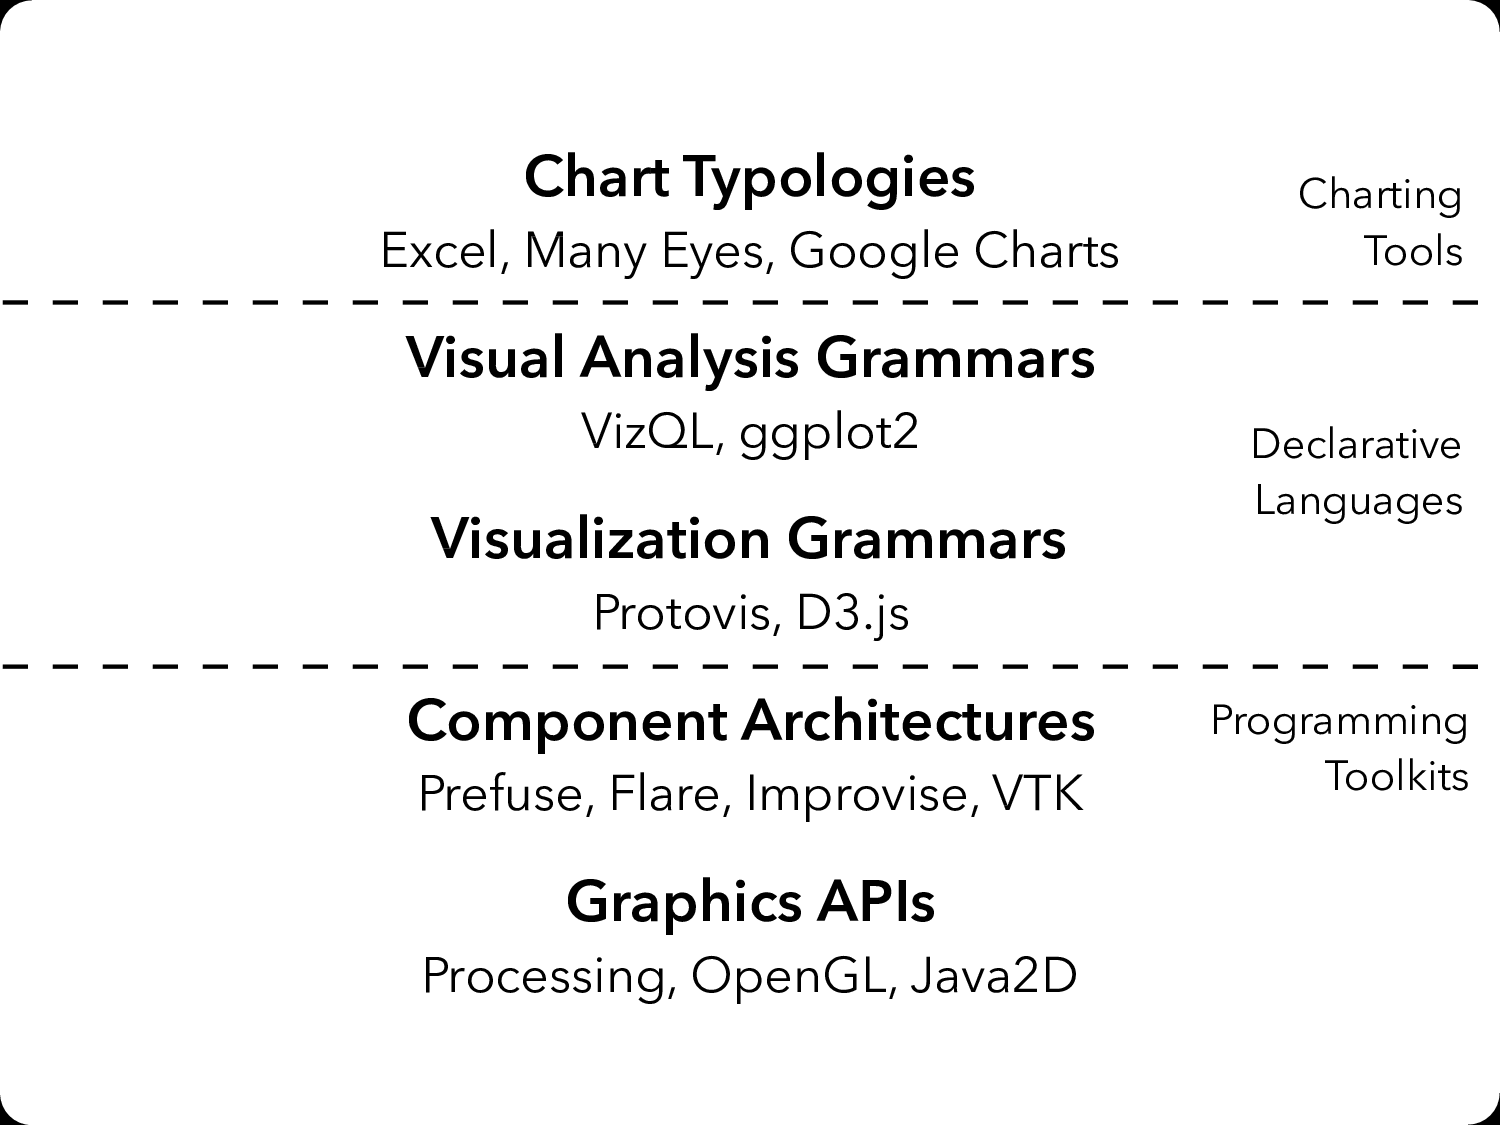 Chart Typologies
Excel, Many Eyes, Google Charts
Charting
Tools
Visual Analysis Grammars
VizQL, ggplot2
Declarative
Languages
Visualization Grammars
Protovis, D3.js
Component Architectures
Prefuse, Flare, Improvise, VTK
Programming
Toolkits
Graphics APIs
Processing, OpenGL, Java2D